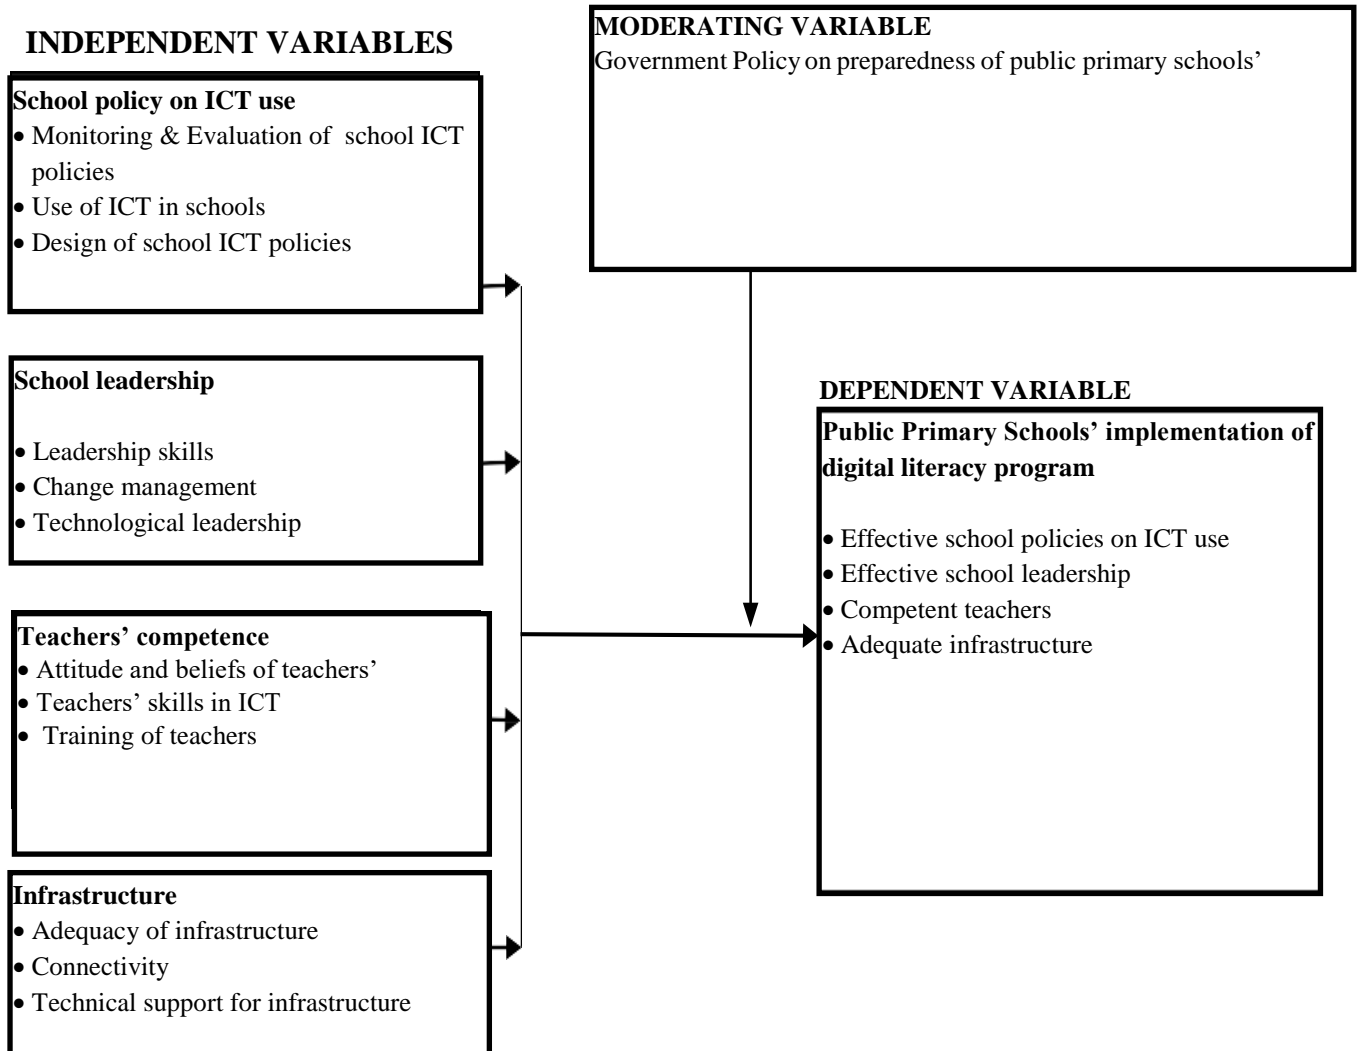 INDEPENDENT VARIABLES
School policy on ICT use
• Monitoring & Evaluation of school ICT
policies
• Use of ICT in schools
• Design of school ICT policies
School leadership
• Leadership skills
• Change management
• Technological leadership
Teachers’ competence
• Attitude and beliefs of teachers’
• Teachers’ skills in ICT
• Training of teachers
Infrastructure
• Adequacy of infrastructure
• Connectivity
• Technical support for infrastructure
MODERATING VARIABLE
Government Policy on preparedness of public primary schools’
DEPENDENT VARIABLE
Public Primary Schools’ implementation of
digital literacy program
• Effective school policies on ICT use
• Effective school leadership
• Competent teachers
• Adequate infrastructure